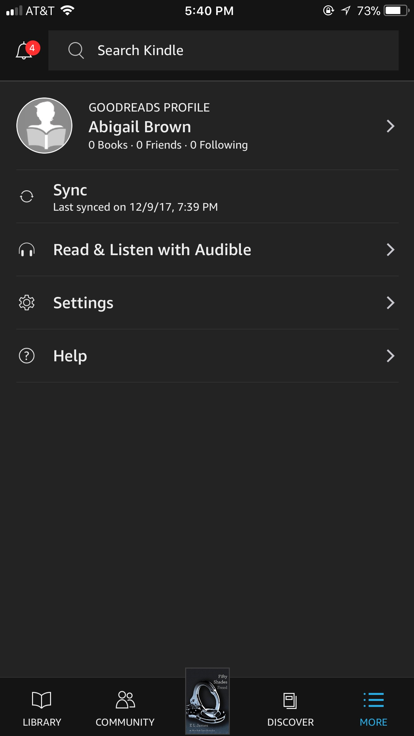 AT&T
5:40 PM
73%
4
Search Kindle
GOODREADS PROFILE
Abigail Brown
0 Books · 0 Friends · 0 Following
Sync
Last synced on 12/9/17, 7:39 PM
Read & Listen with Audible
Settings
? Help
Fifty
Shades
LIBRARY
COMMUNITY
DISCOVER
MORE